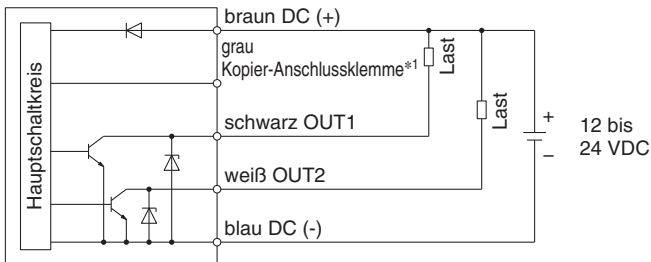 Hauptschaltkreis
braun DC (+)
grau
Kopier-Anschlussklemme*1
schwarz OUT1
weiß OUT2
blau DC (-)
Last
Last
+
−
12 bis
24 VDC